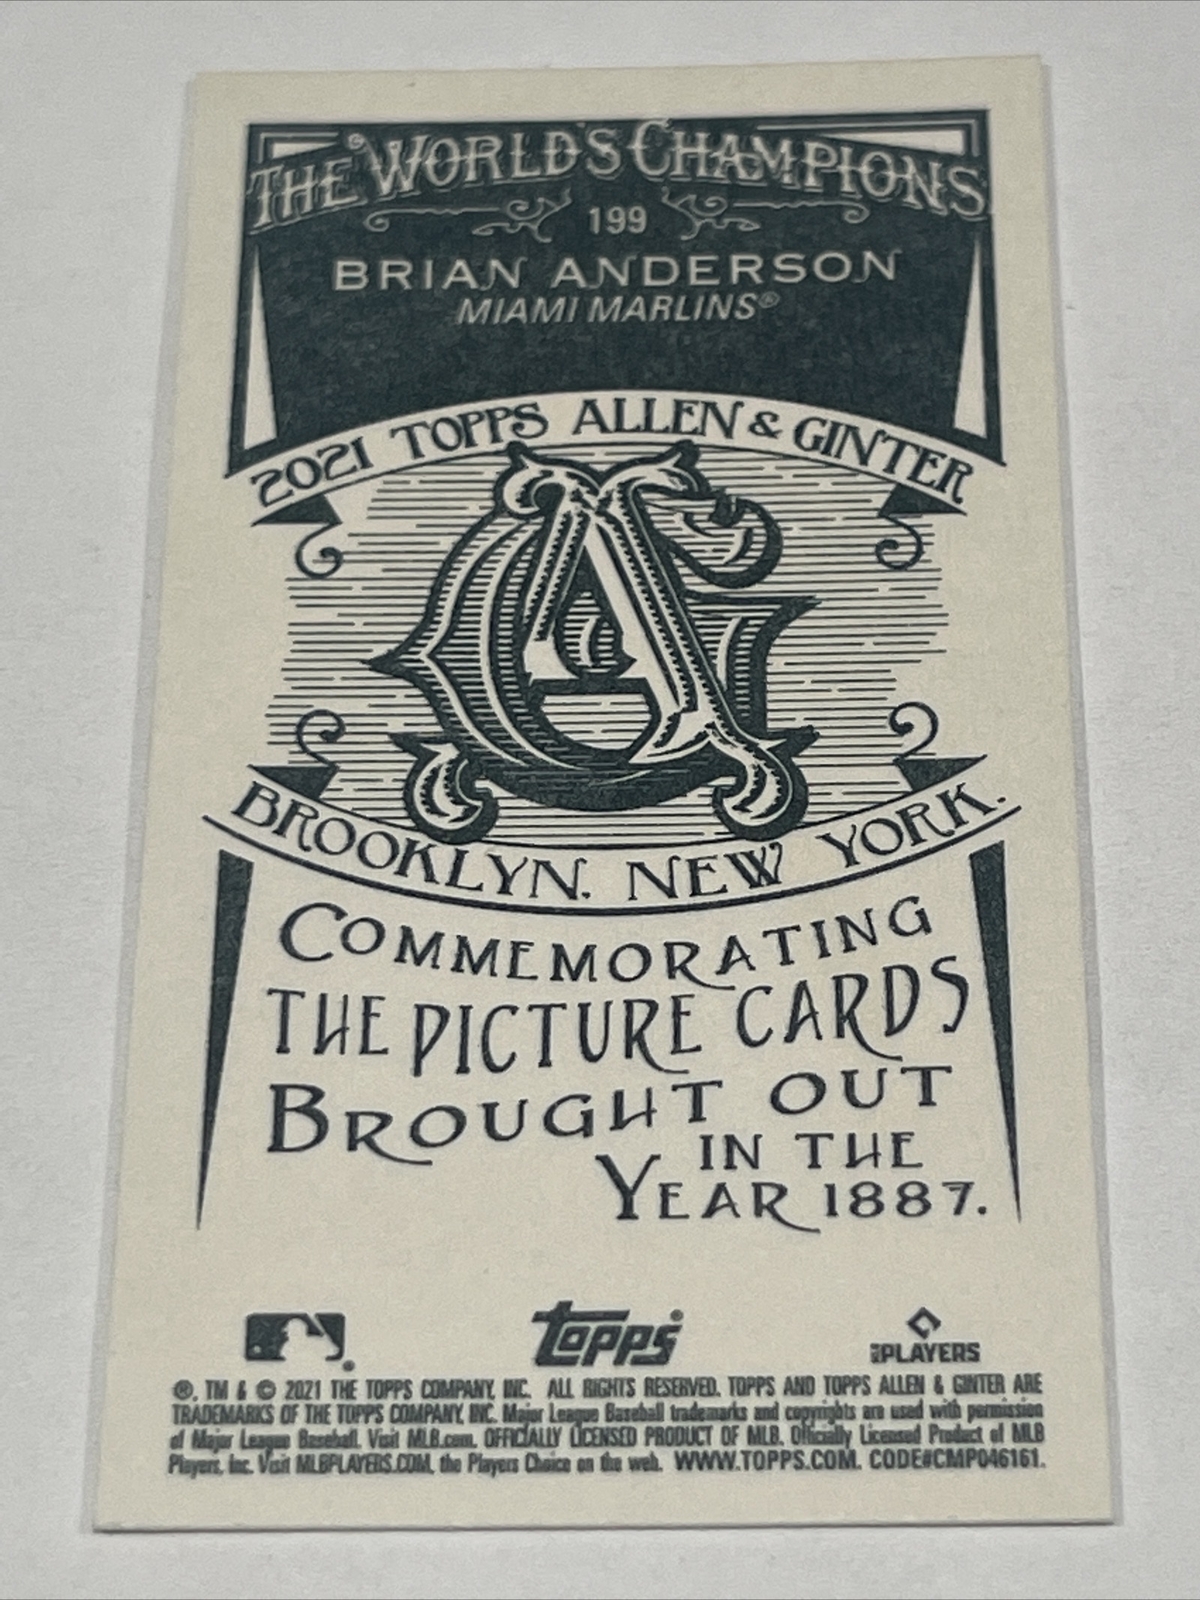 THE WORLD'S CHAMPIONS
199
BRIAN ANDERSON
MIAMI MARLINS®
2021 TOPPS ALLEN & GINTER
AG
BROOKLYN. NEW YORK.
COMMEMORATING
THE PICTURE CARDS
BROUGHT OUT
IN THE
YEAR 1887.
topps®
MLB PLAYERS
®, TM & © 2021 THE TOPPS COMPANY, INC. ALL RIGHTS RESERVED. TOPPS AND TOPPS ALLEN & GINTER ARE
TRADEMARKS OF THE TOPPS COMPANY, INC. Major League Baseball trademarks and copyrights are used with permission
of Major League Baseball. Visit MLB.com. OFFICIALLY LICENSED PRODUCT OF MLB. Officially Licensed Product of MLB
Players, Inc. Visit MLBPLAYERS.COM, the Players Choice on the web. WWW.TOPPS.COM. CODE#CMP046161.